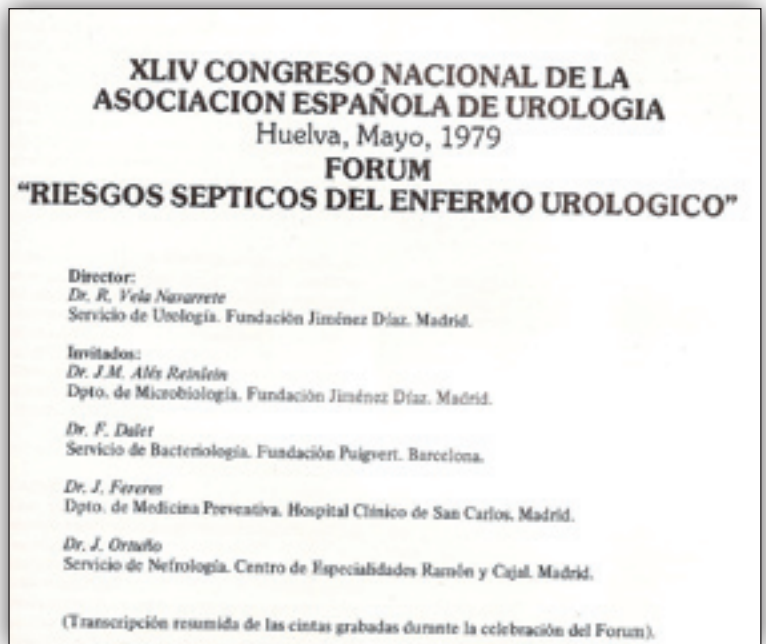 XLIV CONGRESO NACIONAL DE LA
ASOCIACION ESPAÑOLA DE UROLOGIA
Huelva, Mayo, 1979
FORUM
“RIESGOS SEPTICOS DEL ENFERMO UROLOGICO”
Director:
Dr. R. Vela Navarrete
Servicio de Urología. Fundación Jiménez Díaz. Madrid.
Invitados:
Dr. J.M. Alés Reinlein
Dpto. de Microbiología. Fundación Jiménez Díaz. Madrid.
Dr. F.
Servicio de Bacteriología. Fundación Puigvert. Barcelona.
Dr. J. Fereres
Dpto. de Medicina Preventiva. Hospital Clínico de San Carlos. Madrid.
Dr. J. Ortuño
Servicio de Nefrología. Centro de Especialidades Ramón y Cajal. Madrid.
(Transcripción resumida de las cintas grabadas durante la celebración del Forum).